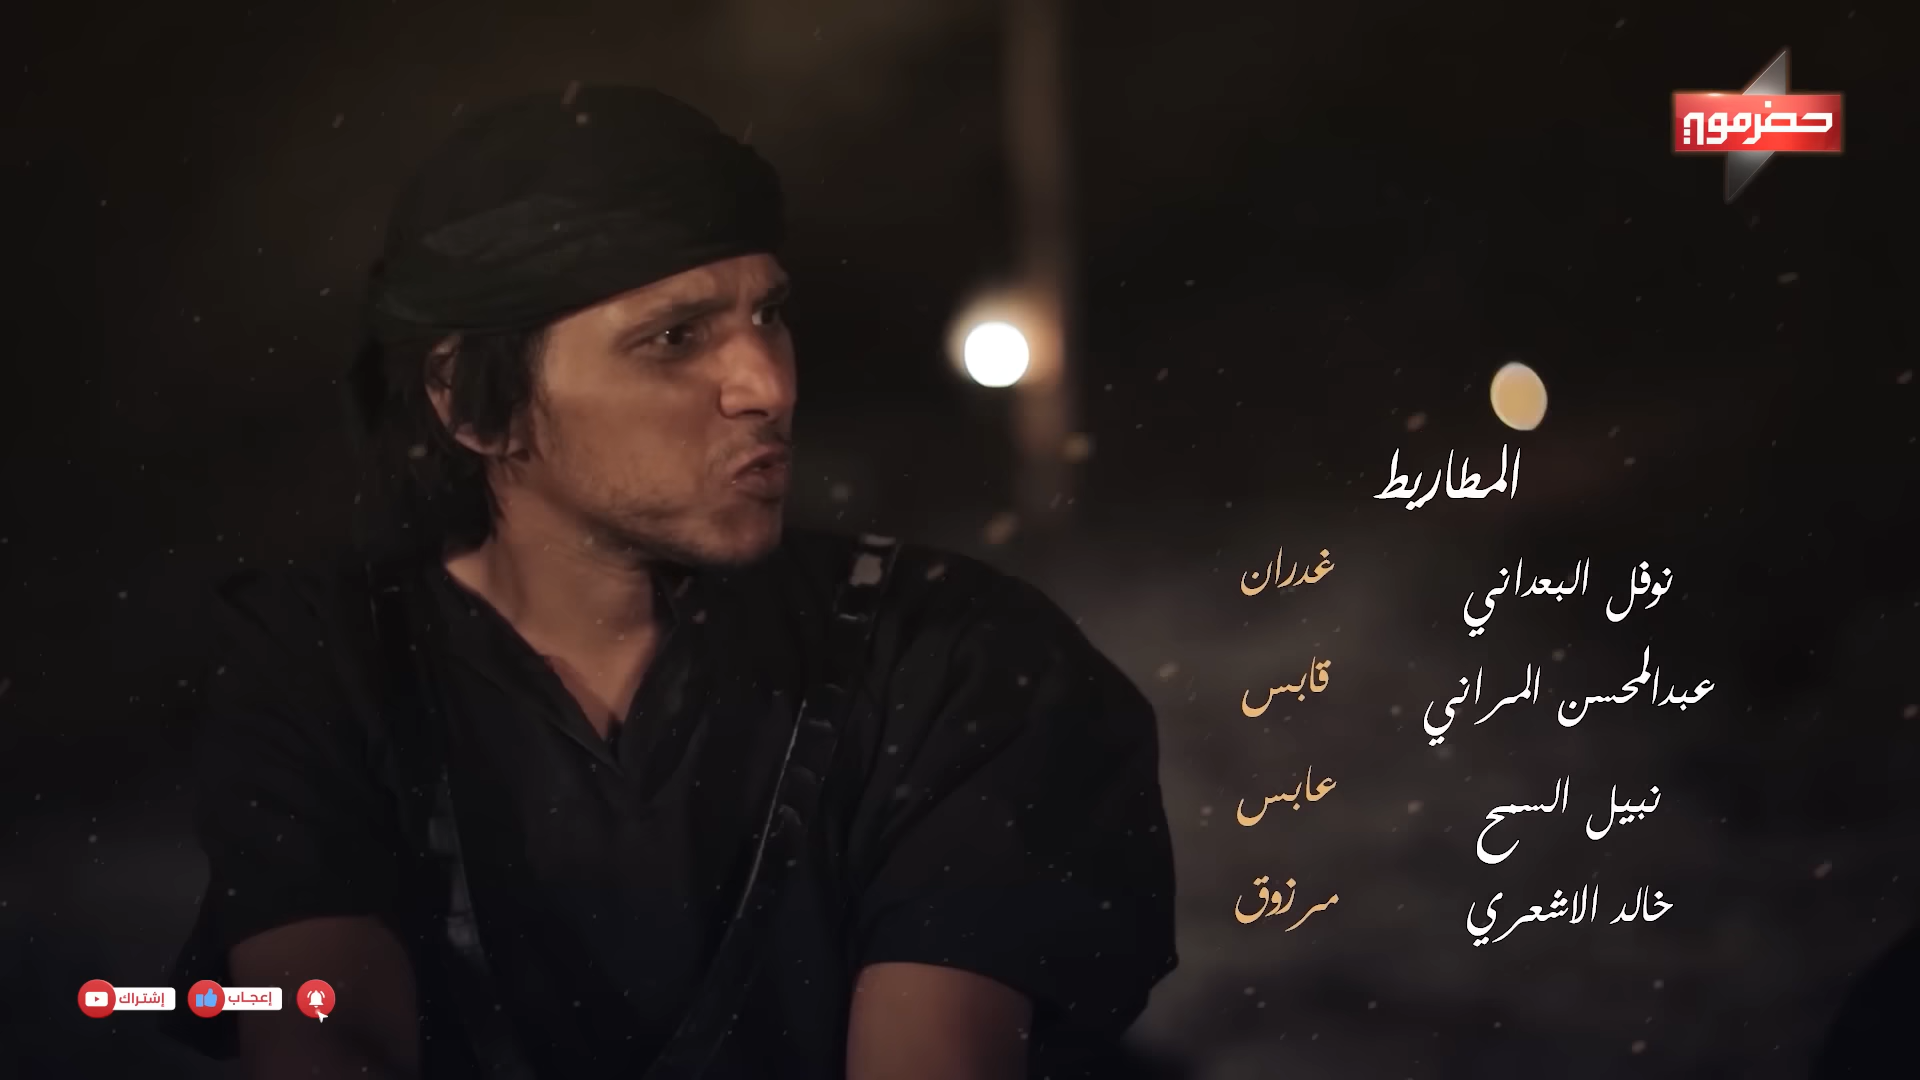 حضرموت
المطاريط
نوفل البعداني غدران
عبدالمحسن المراني قابس
نبيل السمح عابس
خالد الاشعري مرزوق
إشتراك إعجاب